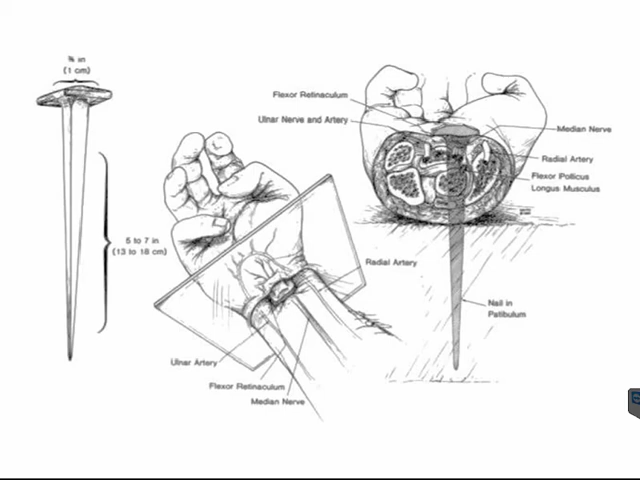 ⅜ in
(1 cm)
5 to 7 in
(13 to 18 cm)
Ulnar Artery
Flexor Retinaculum
Median Nerve
Radial Artery
Flexor Retinaculum
Ulnar Nerve and Artery
Median Nerve
Radial Artery
Flexor Pollicus
Longus Musculus
Nail in
Patibulum